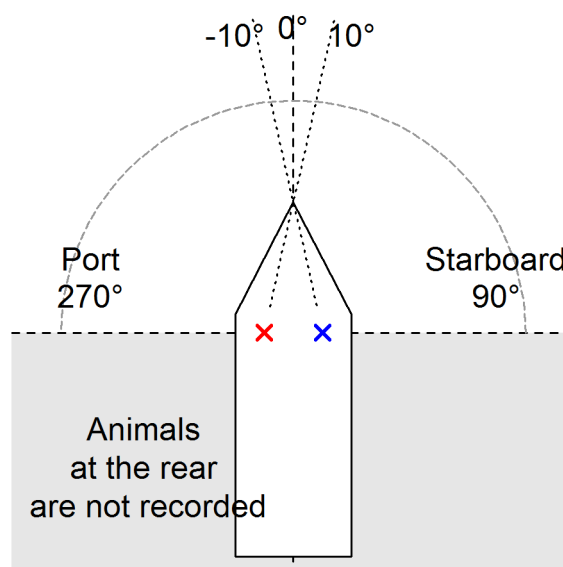 -10° 0° 10°
Port
270°
Starboard
90°
Animals
at the rear
are not recorded